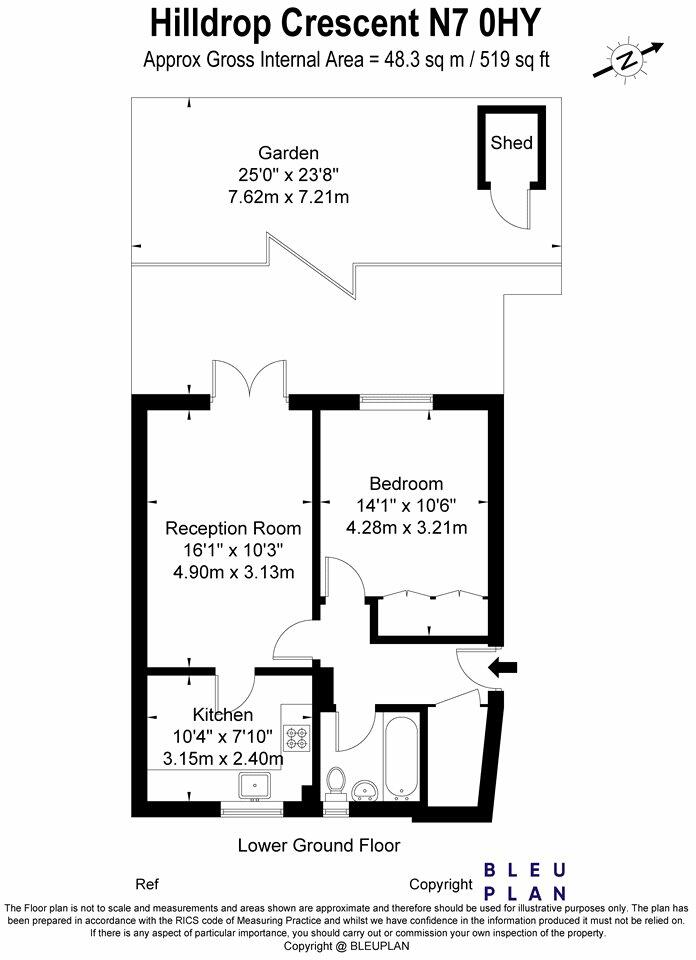 Hilldrop Crescent N7 0HY
Approx Gross Internal Area = 48.3 sq m / 519 sq ft
N
Shed
Garden
25'0" x 23'8"
7.62m x 7.21m
Bedroom
14'1" x 10'6"
4.28m x 3.21m
Reception Room
16'1" x 10'3"
4.90m x 3.13m
Kitchen
10'4" x 7'10"
3.15m x 2.40m
Lower Ground Floor
Ref
Copyright
BLEU
PLAN
The Floor plan is not to scale and measurements and areas shown are approximate and therefore should be used for illustrative purposes only. The plan has
been prepared in accordance with the RICS code of Measuring Practice and whilst we have confidence in the information produced it must not be relied on.
If there is any aspect of particular importance, you should carry out or commission your own inspection of the property.
Copyright @ BLEUPLAN